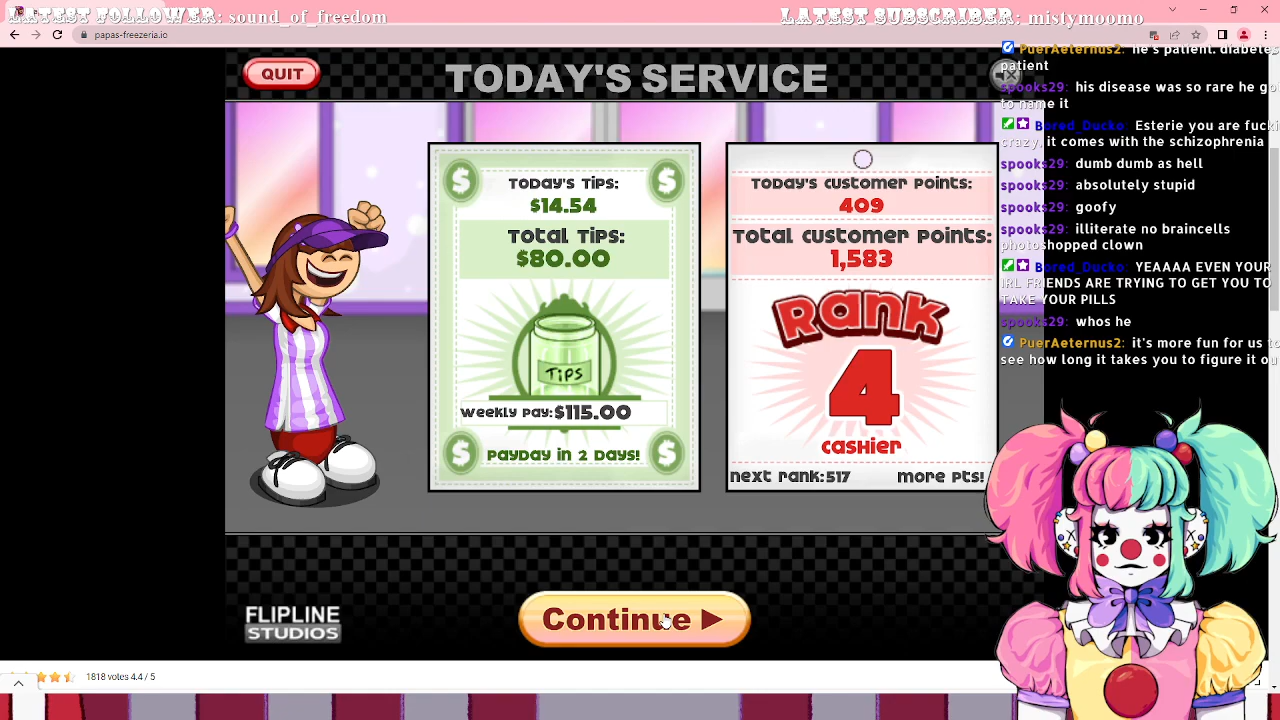 LATEST FOLLOWER: sound_of_freedom
LATEST SUBSCRIBER: mistymoomo
papas-freezeria.io
QUIT
TODAY'S SERVICE
TODAY'S TIPS:
$14.54
TOTAL TIPS:
$80.00
TIPS
WEEKLY PAY: $115.00
PAYDAY IN 2 DAYS!
TODAY'S CUSTOMER POINTS:
409
TOTAL CUSTOMER POINTS:
1,583
RANK
4
CASHIER
NEXT RANK: 517 MORE PTS!
FLIPLINE
STUDIOS
Continue
1818 votes 4.4 / 5
PuerAeternus2: he's patient. diabetes
patient
spooks29: his disease was so rare he go
to name it
Bored_Ducko: Esterie you are fucki
crazy, it comes with the schizophrenia
spooks29: dumb dumb as hell
spooks29: absolutely stupid
spooks29: goofy
spooks29: illiterate no braincells
photoshopped clown
Bored_Ducko: YEAAAA EVEN YOUR
IRL FRIENDS ARE TRYING TO GET YOU TO
TAKE YOUR PILLS
spooks29: whos he
PuerAeternus2: it's more fun for us to
see how long it takes you to figure it ou